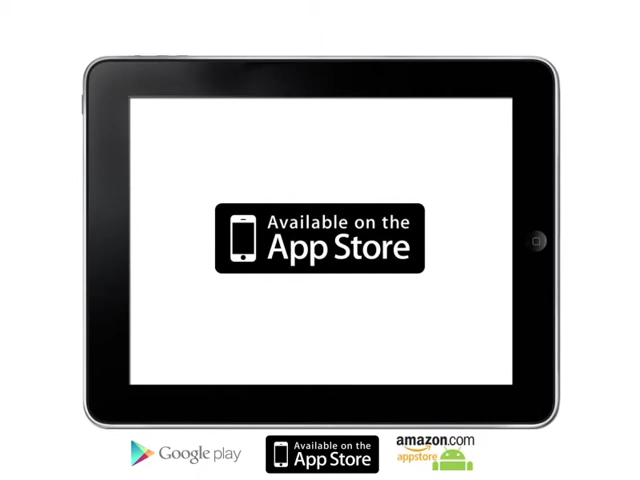 Available on the
App Store
Google play
Available on the
App Store
amazon.com
appstore